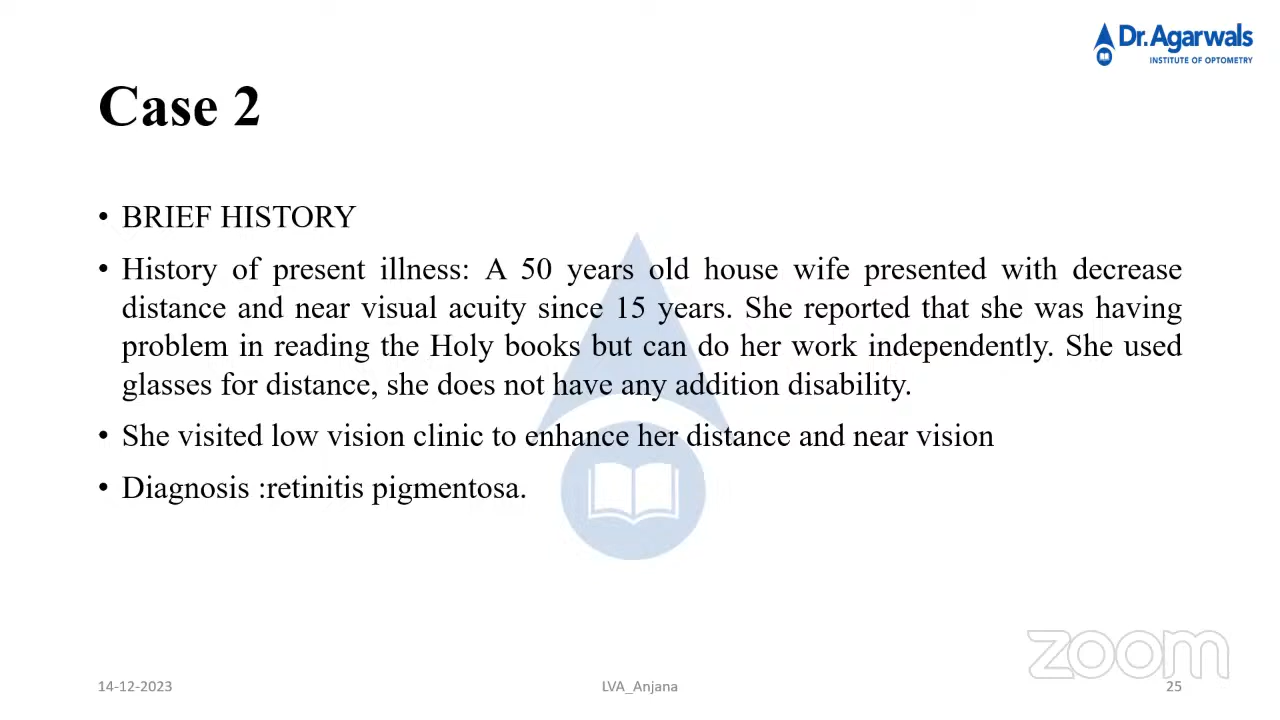 Dr.Agarwals
INSTITUTE OF OPTOMETRY
Case 2
• BRIEF HISTORY
• History of present illness: A 50 years old house wife presented with decrease
distance and near visual acuity since 15 years. She reported that she was having
problem in reading the Holy books but can do her work independently. She used
glasses for distance, she does not have any addition disability.
• She visited low vision clinic to enhance her distance and near vision
• Diagnosis :retinitis pigmentosa.
zoom
14-12-2023
LVA_Anjana
25